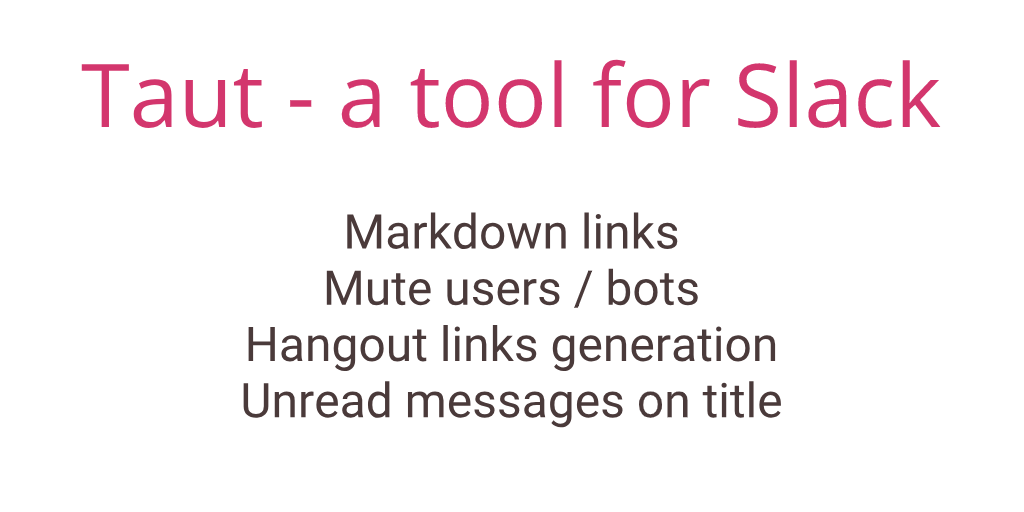 Taut - a tool for Slack
Markdown links
Mute users / bots
Hangout links generation
Unread messages on title